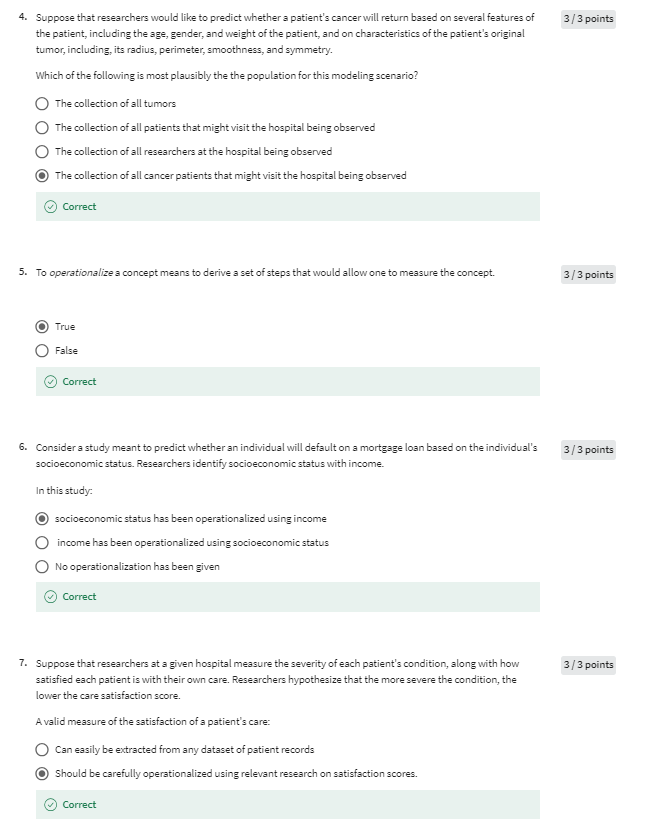 4. Suppose that researchers would like to predict whether a patient's cancer will return based on several features of
3 / 3 points
the patient, including the age, gender, and weight of the patient, and on characteristics of the patient's original
tumor, including, its radius, perimeter, smoothness, and symmetry.
Which of the following is most plausibly the the population for this modeling scenario?
The collection of all tumors
The collection of all patients that might visit the hospital being observed
The collection of all researchers at the hospital being observed
The collection of all cancer patients that might visit the hospital being observed
Correct
5. To operationalize a concept means to derive a set of steps that would allow one to measure the concept.
3 / 3 points
True
False
Correct
6. Consider a study meant to predict whether an individual will default on a mortgage loan based on the individual's
3 / 3 points
socioeconomic status. Researchers identify socioeconomic status with income.
In this study:
socioeconomic status has been operationalized using income
income has been operationalized using socioeconomic status
No operationalization has been given
Correct
7. Suppose that researchers at a given hospital measure the severity of each patient's condition, along with how
3 / 3 points
satisfied each patient is with their own care. Researchers hypothesize that the more severe the condition, the
lower the care satisfaction score.
A valid measure of the satisfaction of a patient's care:
Can easily be extracted from any dataset of patient records
Should be carefully operationalized using relevant research on satisfaction scores.
Correct